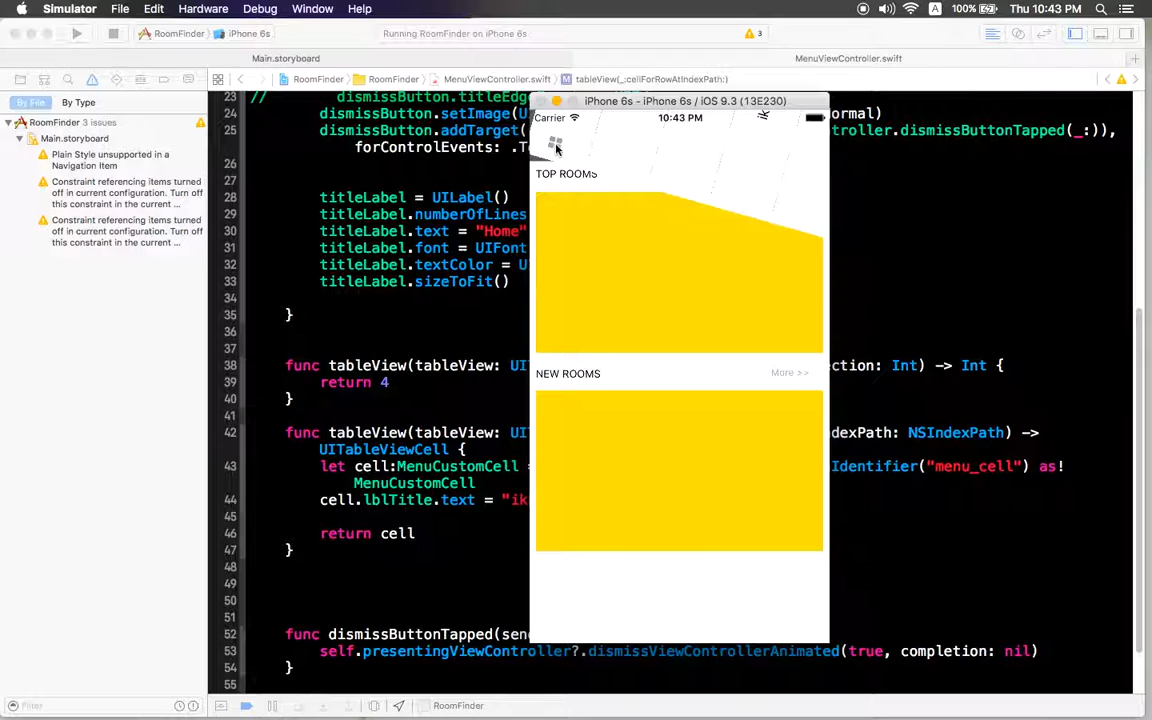 Simulator File Edit Hardware Debug Window Help A 100% Thu 10:43 PM
RoomFinder iPhone 6s Running RoomFinder on iPhone 6s 3
Main.storyboard MenuViewController.swift
RoomFinder RoomFinder MenuViewController.swift M tableView(_:cellForRowAtIndexPath:)
By File By Type
RoomFinder 3 issues
Main.storyboard
Plain Style unsupported in a
Navigation Item
Constraint referencing items turned
off in current configuration. Turn off
this constraint in the current ...
Constraint referencing items turned
off in current configuration. Turn off
this constraint in the current ...
23 // dismissButton.titleEdg
24 dismissButton.setImage(U ormal)
25 dismissButton.addTarget( ontroller.dismissButtonTapped(_:)),
forControlEvents: .To
26
27
28 titleLabel = UILabel()
29 titleLabel.numberOfLines
30 titleLabel.text = "Home"
31 titleLabel.font = UIFont
32 titleLabel.textColor = U
33 titleLabel.sizeToFit()
34
35 }
36
37
38 func tableView(tableView: UIT ction: Int) -> Int {
39 return 4
40 }
41
42 func tableView(tableView: UIT dexPath: NSIndexPath) ->
UITableViewCell {
43 let cell:MenuCustomCell = Identifier("menu_cell") as!
MenuCustomCell
44 cell.lblTitle.text = "ik
45
46 return cell
47 }
48
49
50
51
52 func dismissButtonTapped(send
53 self.presentingViewController?.dismissViewControllerAnimated(true, completion: nil)
54 }
55
iPhone 6s - iPhone 6s / iOS 9.3 (13E230)
Carrier 10:43 PM
TOP ROOMS
NEW ROOMS More >>
Filter RoomFinder